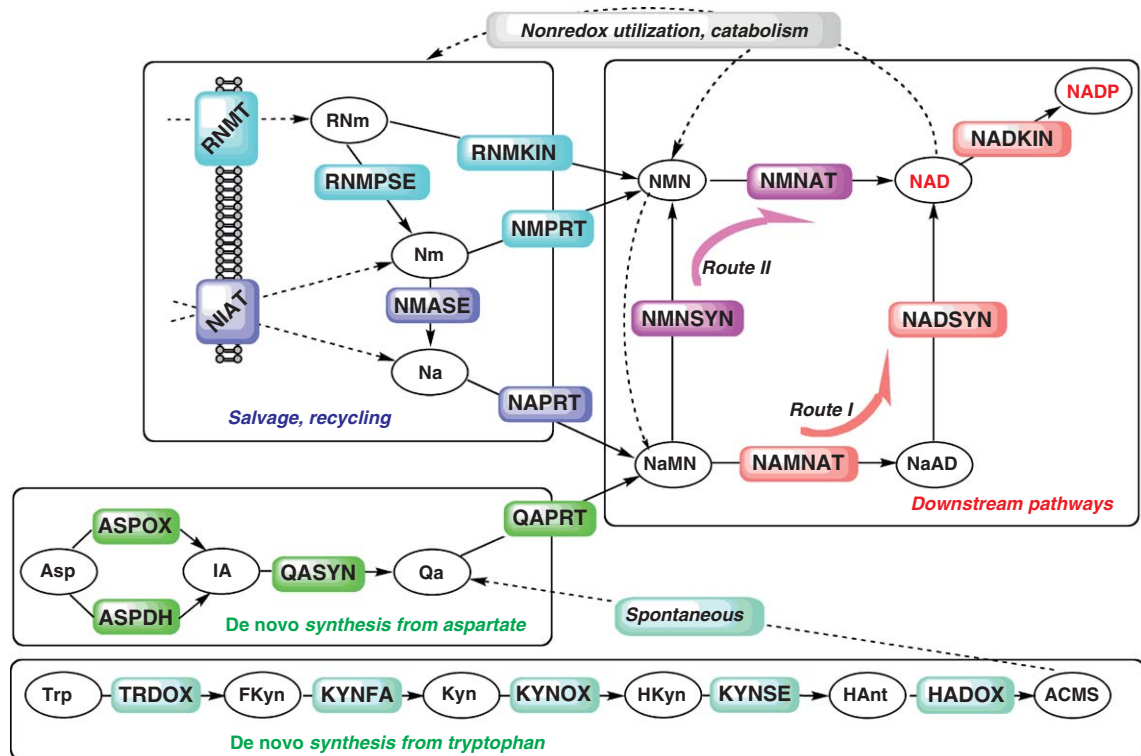 Nonredox utilization, catabolism
NADP
RNMT
RNm
NADKIN
RNMKIN
RNMPSE
NMN
NMNAT
NAD
NMPRT
Nm
Route II
NIAT
NMASE
NMNSYN
NADSYN
Na
NAPRT
Route I
Salvage, recycling
NaMN
NAMNAT
NaAD
Downstream pathways
QAPRT
ASPOX
Asp
IA
QASYN
Qa
ASPDH
De novo synthesis from aspartate
Spontaneous
Trp
TRDOX
FKyn
KYNFA
Kyn
KYNOX
HKyn
KYNSE
HAnt
HADOX
ACMS
De novo synthesis from tryptophan